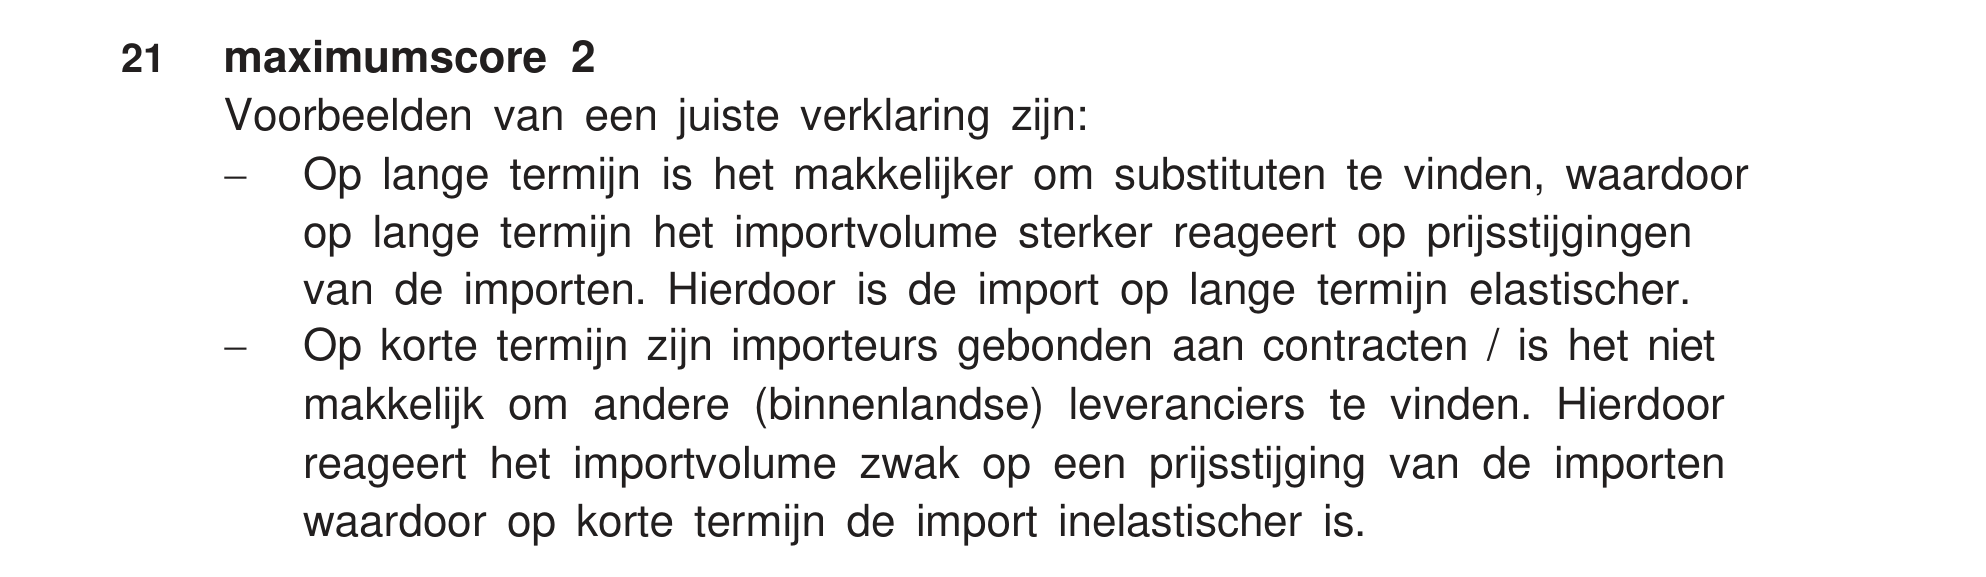 21 maximumscore 2
Voorbeelden van een juiste verklaring zijn:
– Op lange termijn is het makkelijker om substituten te vinden, waardoor
op lange termijn het importvolume sterker reageert op prijsstijgingen
van de importen. Hierdoor is de import op lange termijn elastischer.
– Op korte termijn zijn importeurs gebonden aan contracten / is het niet
makkelijk om andere (binnenlandse) leveranciers te vinden. Hierdoor
reageert het importvolume zwak op een prijsstijging van de importen
waardoor op korte termijn de import inelastischer is.